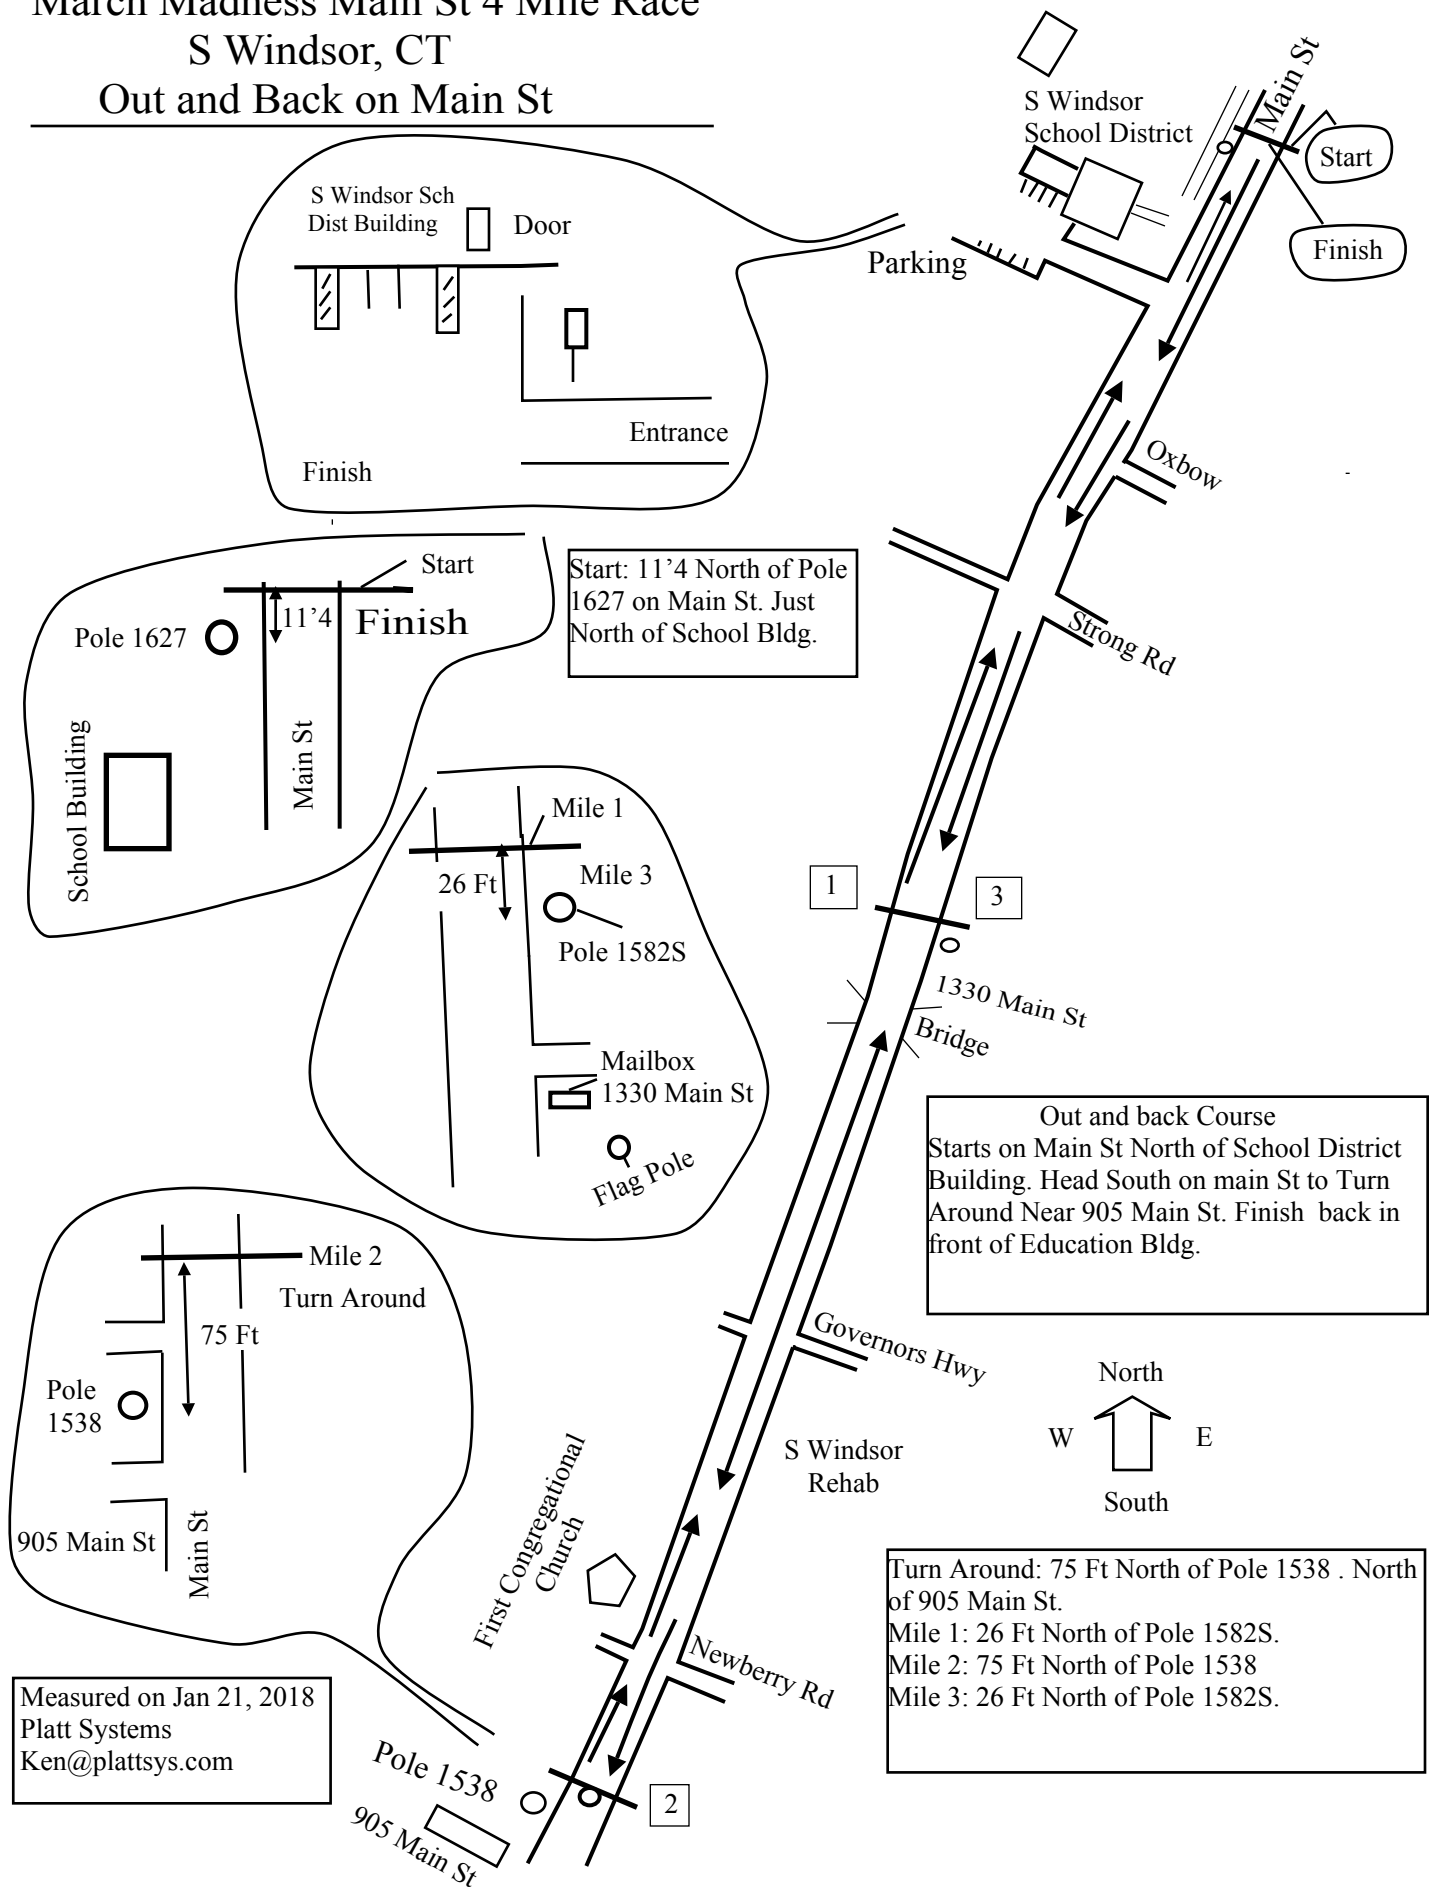 March Madness Main St 4 Mile Race
S Windsor, CT
Out and Back on Main St
S Windsor
School District
Main St
Start
Finish
Parking
S Windsor Sch
Dist Building
Door
Entrance
Finish
Oxbow
Start
11’4
Finish
Pole 1627
School Building
Main St
Start: 11’4 North of Pole
1627 on Main St. Just
North of School Bldg.
Strong Rd
Mile 1
26 Ft
Mile 3
Pole 1582S
Mailbox
1330 Main St
Flag Pole
1
3
1330 Main St
Bridge
Out and back Course
Starts on Main St North of School District
Building. Head South on main St to Turn
Around Near 905 Main St. Finish  back in
front of Education Bldg.
Mile 2
Turn Around
75 Ft
Pole
1538
905 Main St
Main St
Governors Hwy
North
W
E
South
S Windsor
Rehab
First Congregational
Church
Newberry Rd
Turn Around: 75 Ft North of Pole 1538 . North
of 905 Main St.
Mile 1: 26 Ft North of Pole 1582S.
Mile 2: 75 Ft North of Pole 1538
Mile 3: 26 Ft North of Pole 1582S.
Measured on Jan 21, 2018
Platt Systems
Ken@plattsys.com
Pole 1538
905 Main St
2